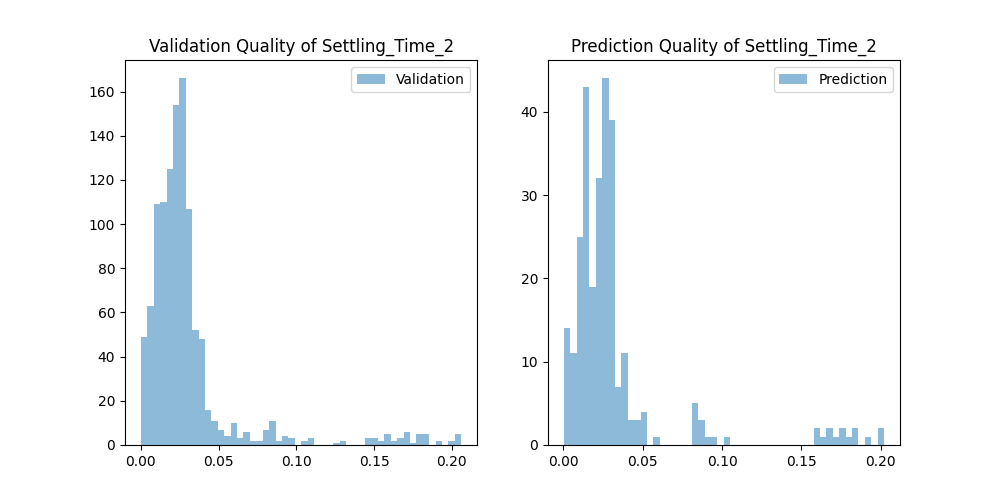 Validation Quality of Settling_Time_2
Validation
160
140
120
100
80
60
40
20
0
0.00 0.05 0.10 0.15 0.20
Prediction Quality of Settling_Time_2
Prediction
40
30
20
10
0
0.00 0.05 0.10 0.15 0.20